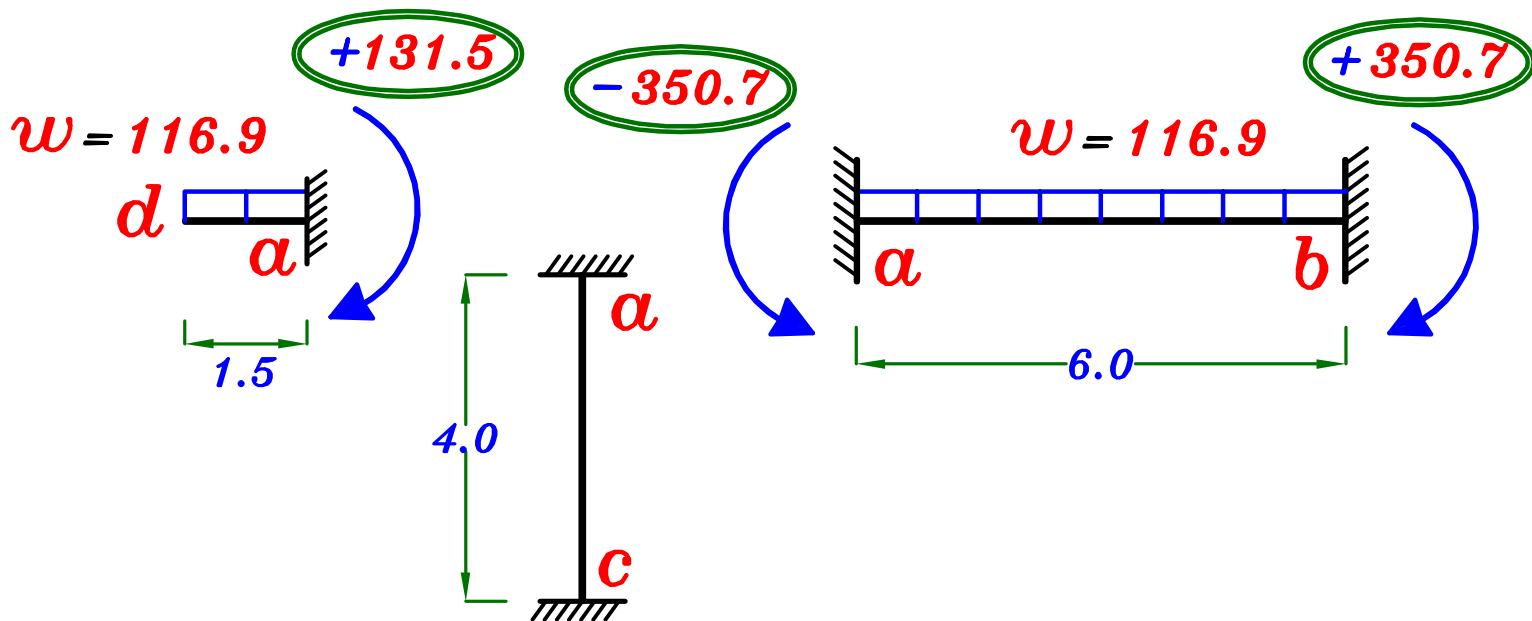 +131.5
-350.7
+350.7
w = 116.9
w = 116.9
d
a
a
a
b
1.5
6.0
4.0
c